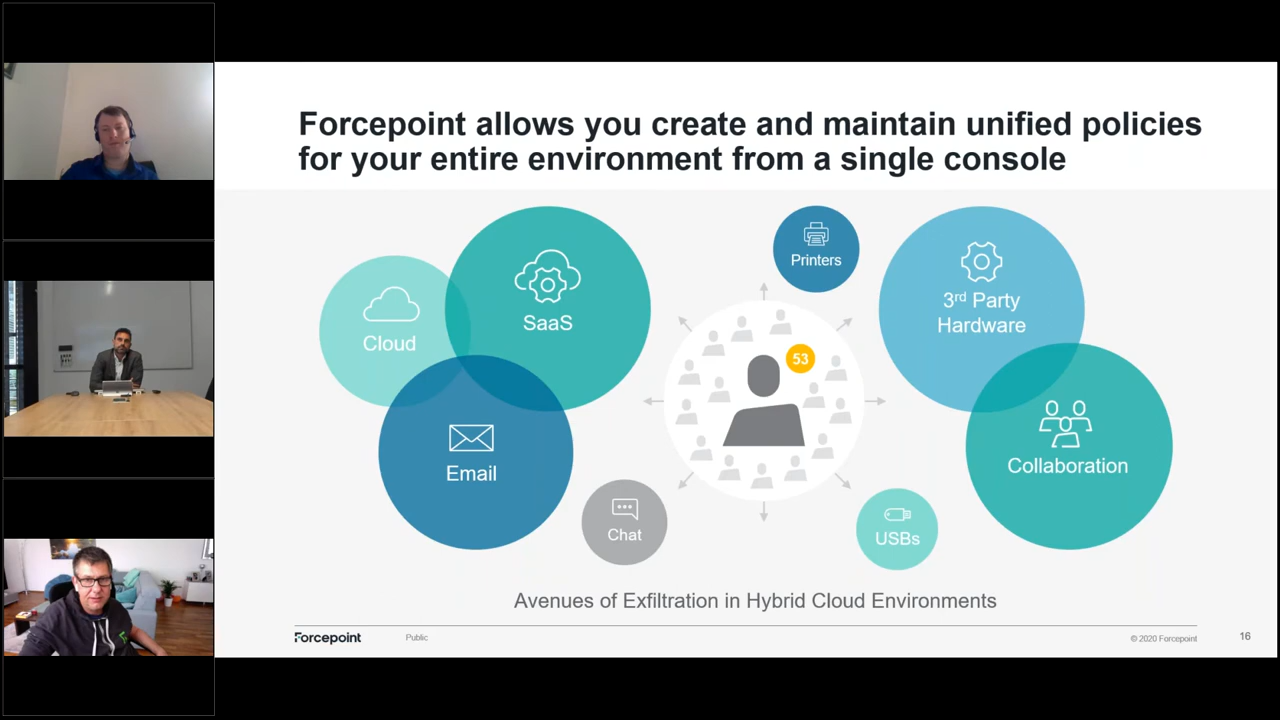 Forcepoint allows you create and maintain unified policies
for your entire environment from a single console
Printers
SaaS
Cloud
3rd Party
Hardware
53
Email
Collaboration
Chat
USBs
Avenues of Exfiltration in Hybrid Cloud Environments
Forcepoint
Public
© 2020 Forcepoint
16